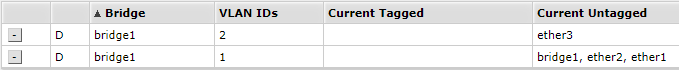 ▲ Bridge VLAN IDs Current Tagged Current Untagged
- D bridge1 2 ether3
- D bridge1 1 bridge1, ether2, ether1